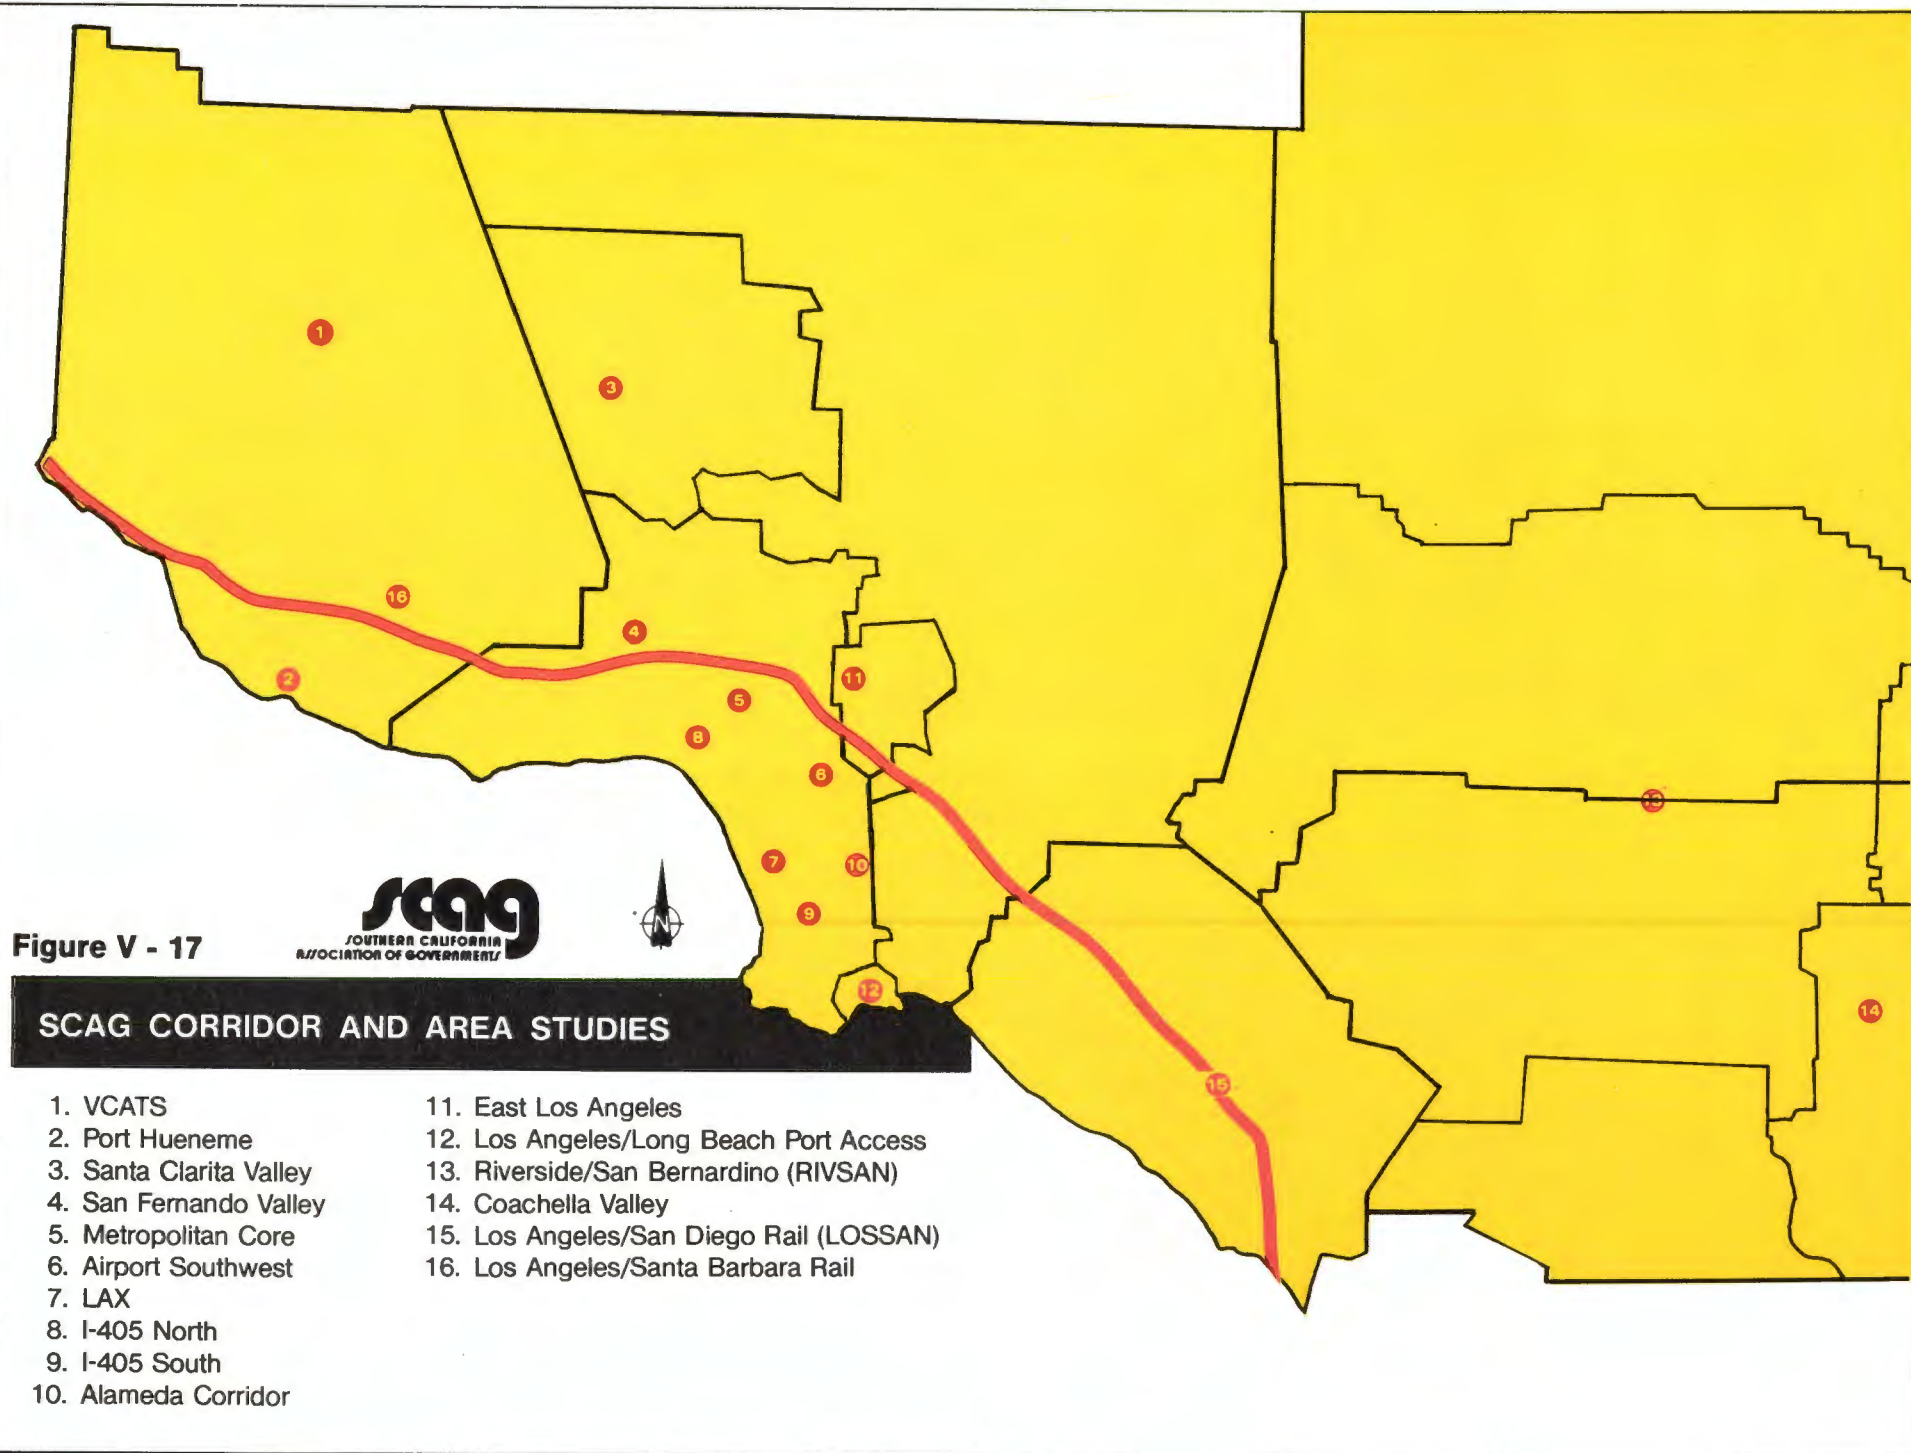 1
3
16
4
2
11
5
8
6
13
7
10
9
12
14
15
scag
SOUTHERN CALIFORNIA
ASSOCIATION OF GOVERNMENTS
N
Figure V - 17
SCAG CORRIDOR AND AREA STUDIES
1. VCATS
2. Port Hueneme
3. Santa Clarita Valley
4. San Fernando Valley
5. Metropolitan Core
6. Airport Southwest
7. LAX
8. I-405 North
9. I-405 South
10. Alameda Corridor
11. East Los Angeles
12. Los Angeles/Long Beach Port Access
13. Riverside/San Bernardino (RIVSAN)
14. Coachella Valley
15. Los Angeles/San Diego Rail (LOSSAN)
16. Los Angeles/Santa Barbara Rail